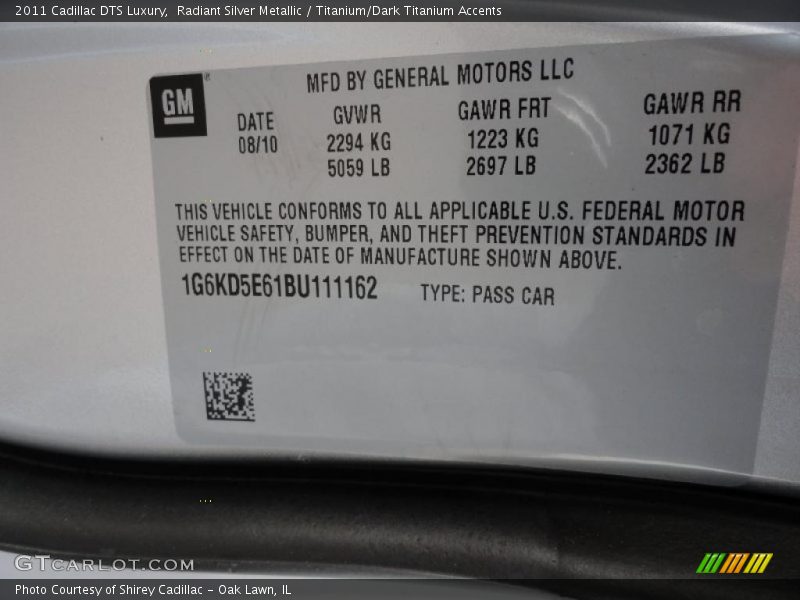 2011 Cadillac DTS Luxury,  Radiant Silver Metallic / Titanium/Dark Titanium Accents
MFD BY GENERAL MOTORS LLC
GM®
DATE GVWR GAWR FRT GAWR RR
08/10 2294 KG 1223 KG 1071 KG
5059 LB 2697 LB 2362 LB
THIS VEHICLE CONFORMS TO ALL APPLICABLE U.S. FEDERAL MOTOR
VEHICLE SAFETY, BUMPER, AND THEFT PREVENTION STANDARDS IN
EFFECT ON THE DATE OF MANUFACTURE SHOWN ABOVE.
1G6KD5E61BU111162 TYPE: PASS CAR
GTCARLOT.COM
Photo Courtesy of Shirey Cadillac - Oak Lawn, IL